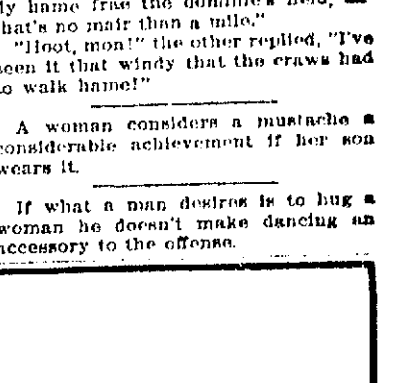 hame frae the dominie's
that's no mair than a mile."
"Hoot, mon!" the other replied, "I've
seen it that windy that the craws had
to walk hame!"
A woman considers a mustache a
considerable achievement if her son
wears it.
If what a man desires is to hug a
woman he doesn't make dancing an
accessory to the offense.